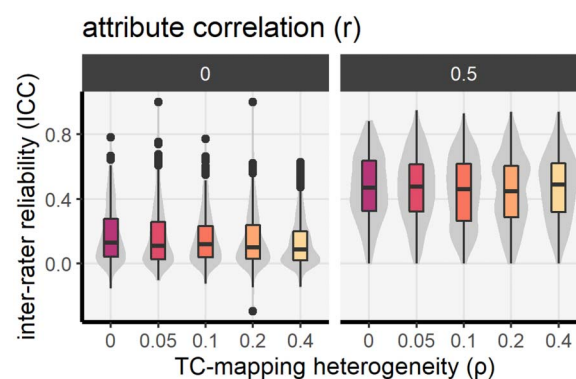 attribute correlation (r)
0 0.5
inter-rater reliability (ICC)
0.8
0.4
0.0
0 0.05 0.1 0.2 0.4 0 0.05 0.1 0.2 0.4
TC-mapping heterogeneity (ρ)